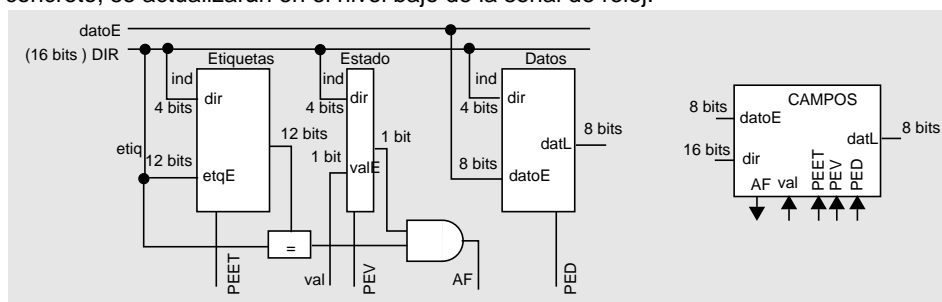 concreto, se actualizarán en el nivel bajo de la señal de reloj.
datoE
(16 bits ) DIR
Etiquetas
Estado
Datos
ind
ind
ind
dir
dir
dir
4 bits
4 bits
4 bits
CAMPOS
8 bits
datoE
12 bits
1 bit
8 bits
datL
8 bits
etiq
12 bits
1 bit
valE
datL
16 bits
dir
etqE
8 bits
datoE
AF
val
PEET
PEV
PED
=
PEET
val
PEV
AF
PED